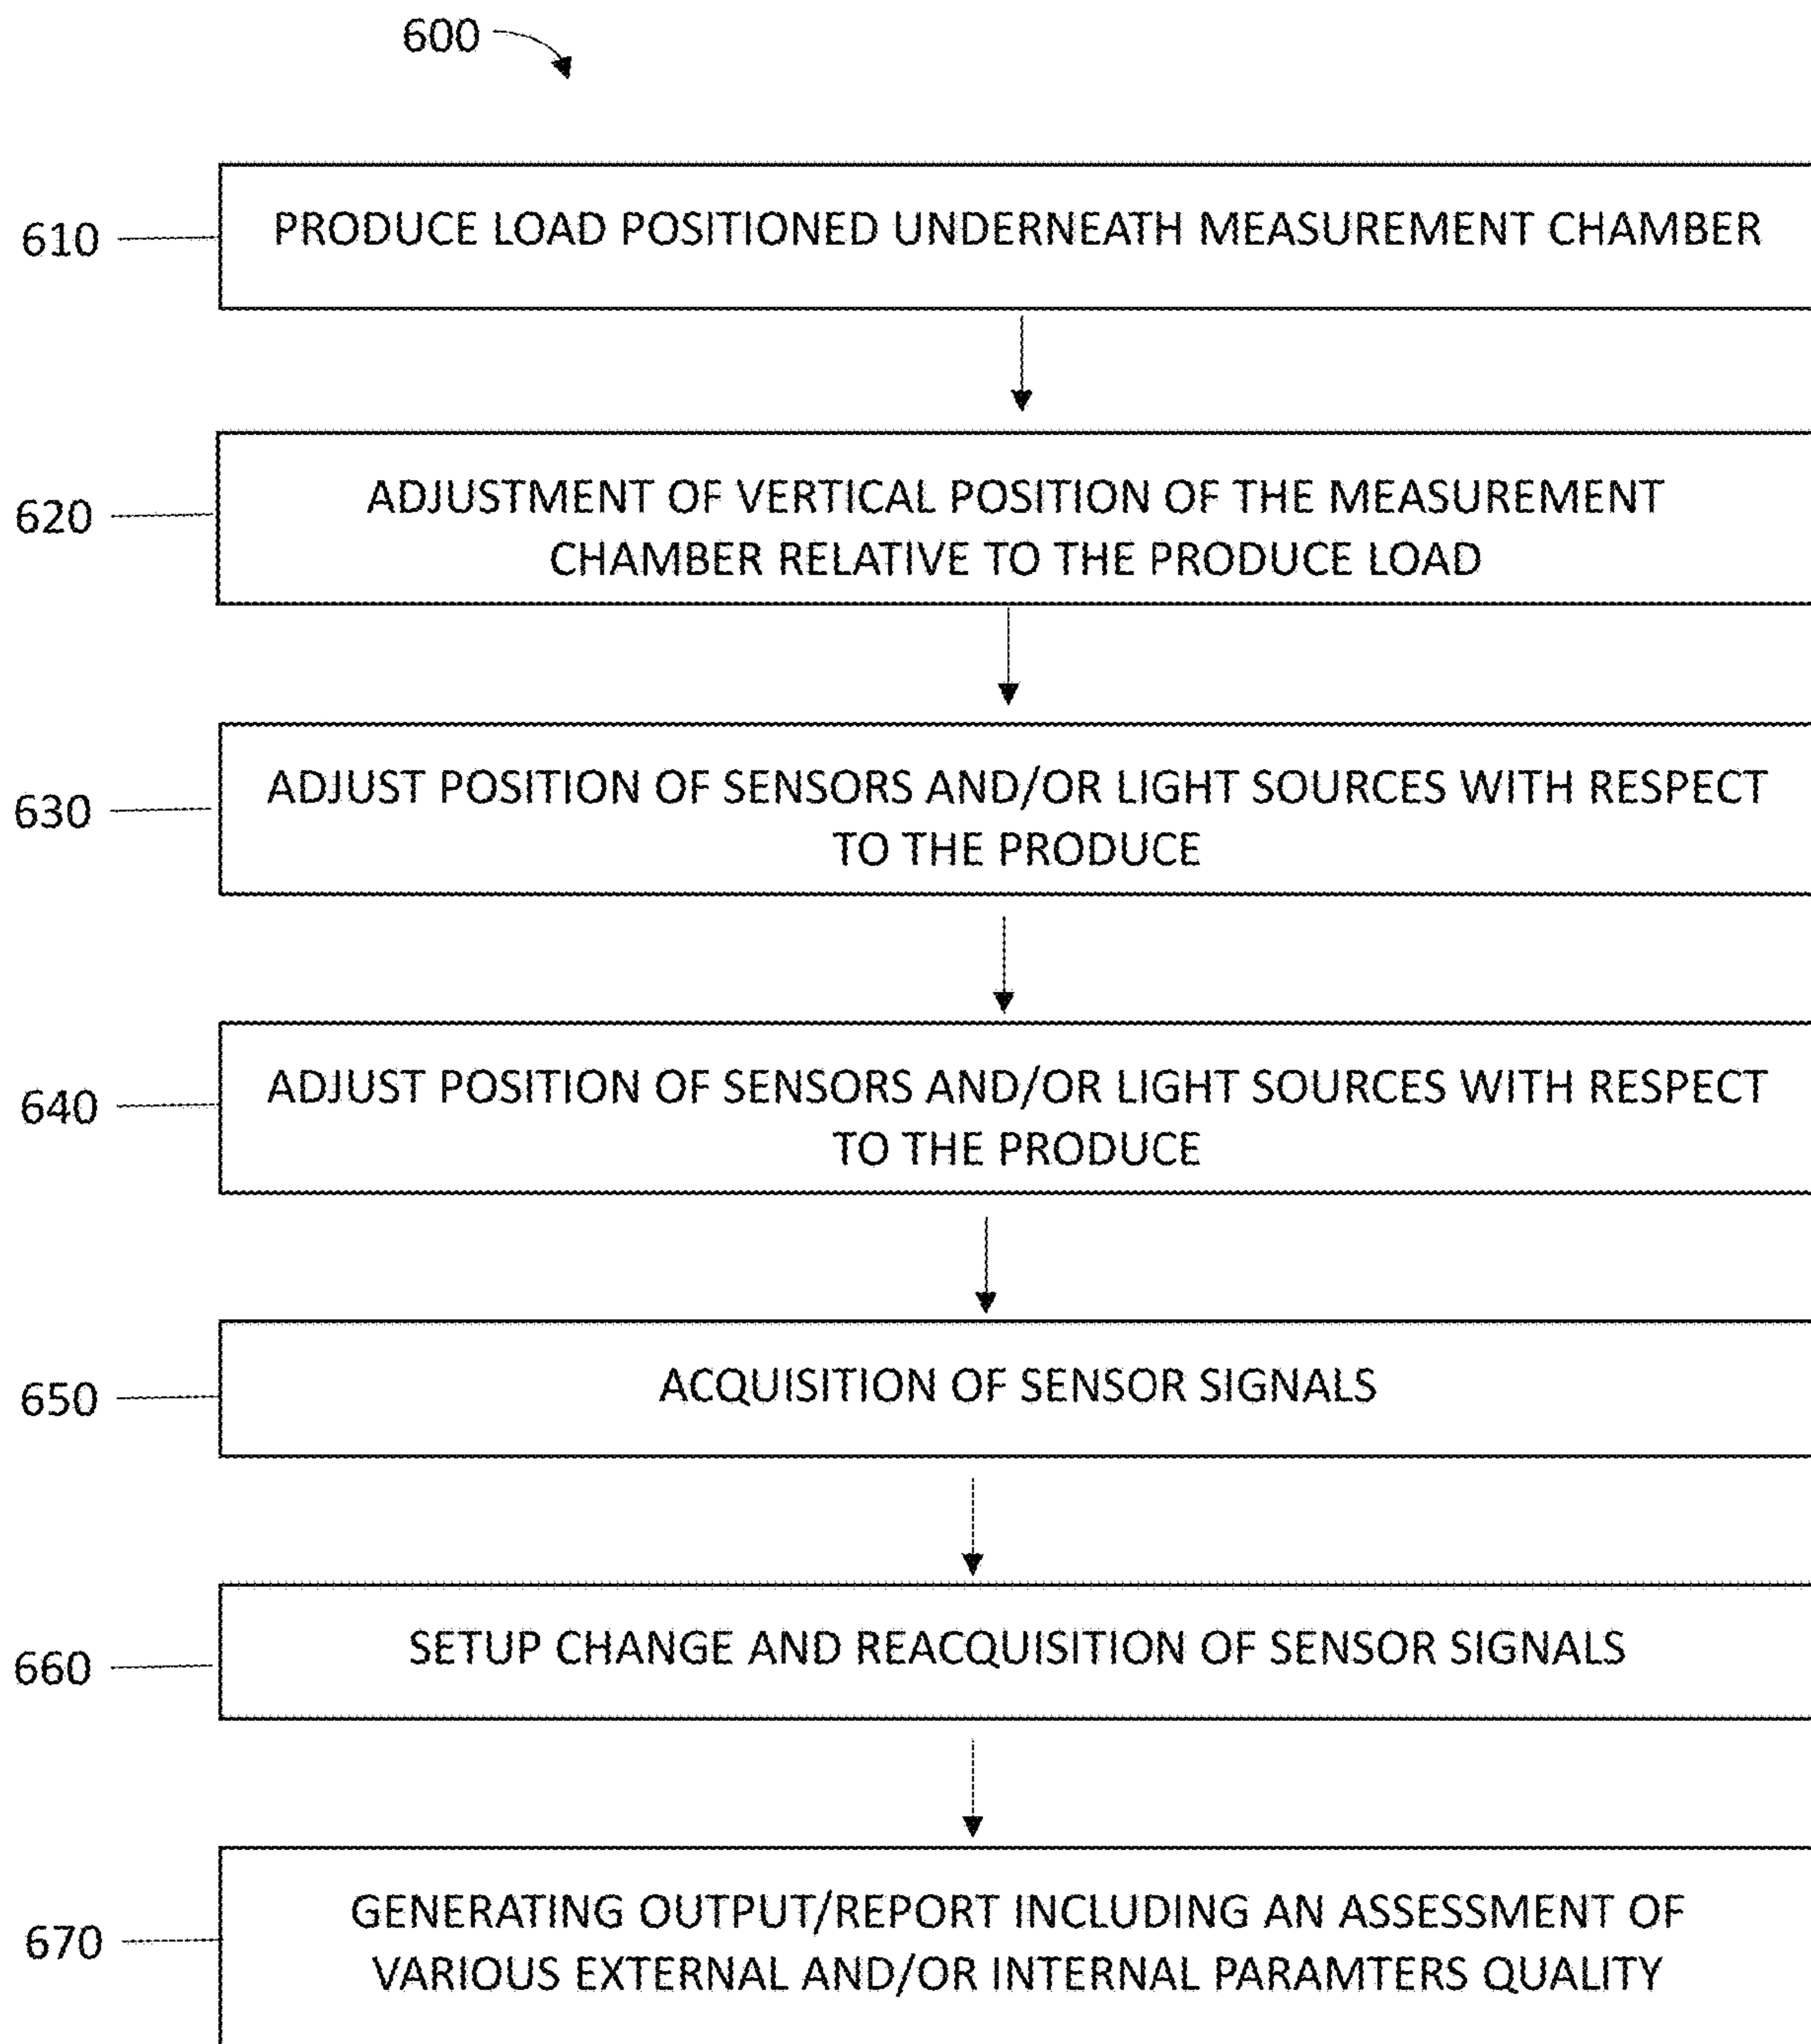 600
610
PRODUCE LOAD POSITIONED UNDERNEATH MEASUREMENT CHAMBER
620
ADJUSTMENT OF VERTICAL POSITION OF THE MEASUREMENT
CHAMBER RELATIVE TO THE PRODUCE LOAD
630
ADJUST POSITION OF SENSORS AND/OR LIGHT SOURCES WITH RESPECT
TO THE PRODUCE
640
ADJUST POSITION OF SENSORS AND/OR LIGHT SOURCES WITH RESPECT
TO THE PRODUCE
650
ACQUISITION OF SENSOR SIGNALS
660
SETUP CHANGE AND REACQUISITION OF SENSOR SIGNALS
670
GENERATING OUTPUT/REPORT INCLUDING AN ASSESSMENT OF
VARIOUS EXTERNAL AND/OR INTERNAL PARAMTERS QUALITY